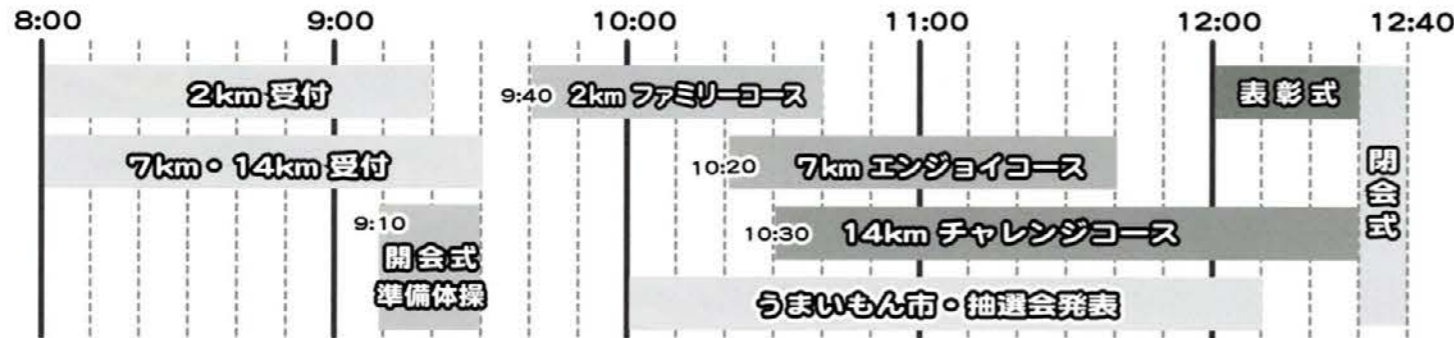 8:00 9:00 10:00 11:00 12:00 12:40
2km 受付
9:40 2km ファミリーコース
表彰式
7km・14km 受付
10:20 7km エンジョイコース
閉会式
9:10
開会式
準備体操
10:30 14km チャレンジコース
うまいもん市・抽選会発表